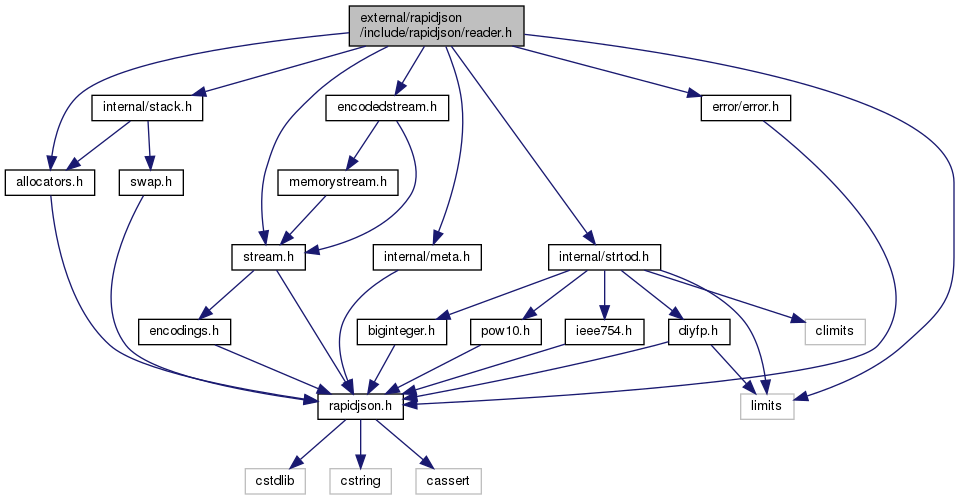 external/rapidjson
/include/rapidjson/reader.h
internal/stack.h
encodedstream.h
error/error.h
allocators.h
swap.h
memorystream.h
stream.h
internal/meta.h
internal/strtod.h
encodings.h
biginteger.h
pow10.h
ieee754.h
diyfp.h
climits
rapidjson.h
limits
cstdlib
cstring
cassert